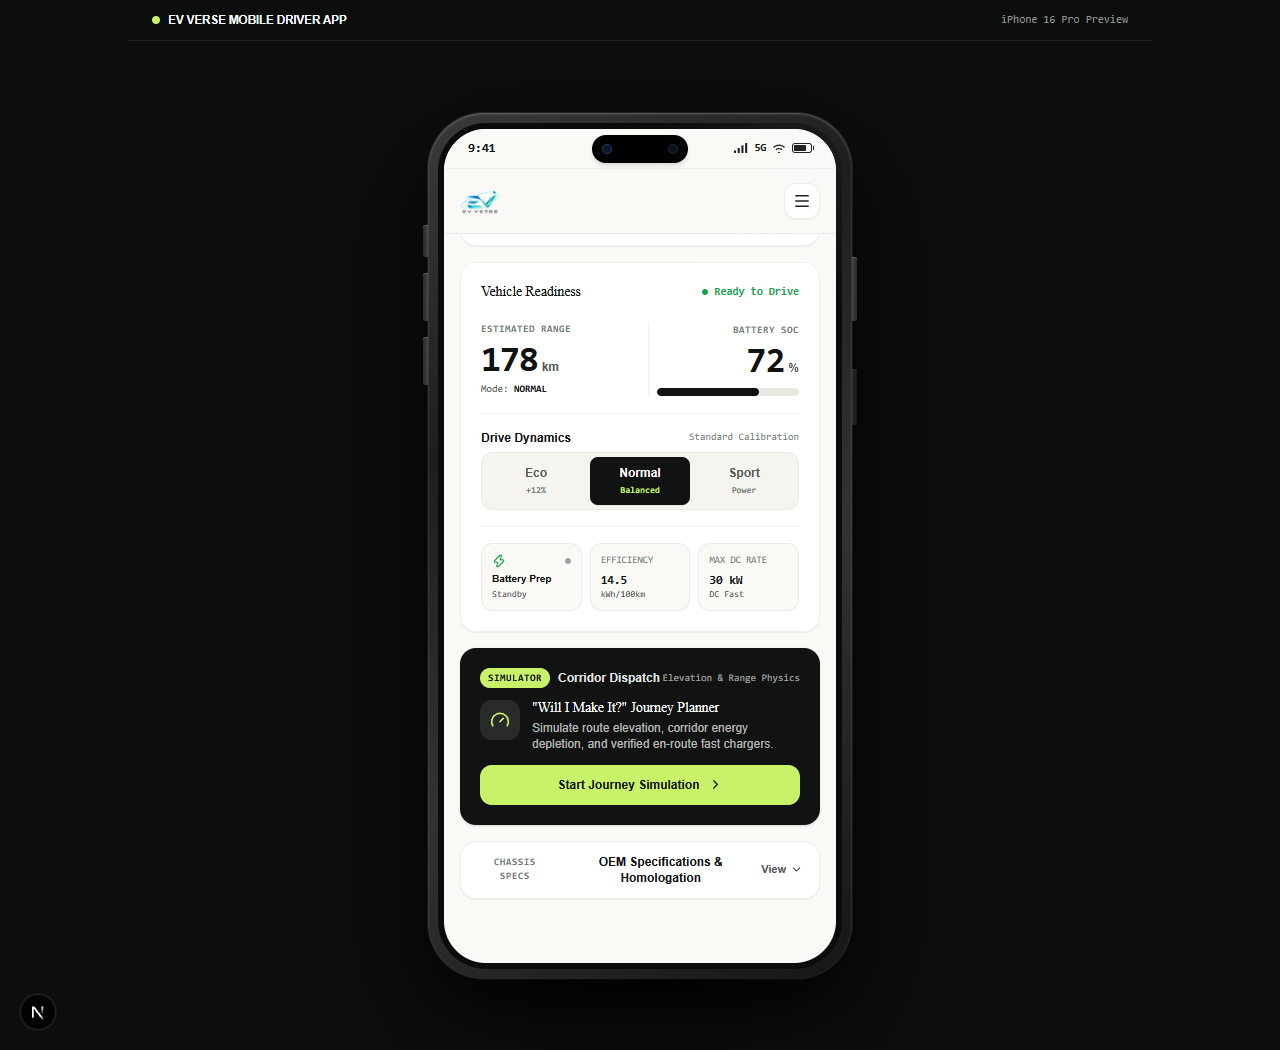 EV VERSE MOBILE DRIVER APP
iPhone 16 Pro Preview
9:41
5G
EV
EV VERSE
Vehicle Readiness
Ready to Drive
ESTIMATED RANGE
BATTERY SOC
178 km
72 %
Mode: NORMAL
Drive Dynamics
Standard Calibration
Eco
Normal
Sport
+12%
Balanced
Power
EFFICIENCY
MAX DC RATE
Battery Prep
14.5
30 kW
Standby
kWh/100km
DC Fast
SIMULATOR
Corridor Dispatch
Elevation & Range Physics
"Will I Make It?" Journey Planner
Simulate route elevation, corridor energy
depletion, and verified en-route fast chargers.
Start Journey Simulation
CHASSIS
SPECS
OEM Specifications &
Homologation
View
N